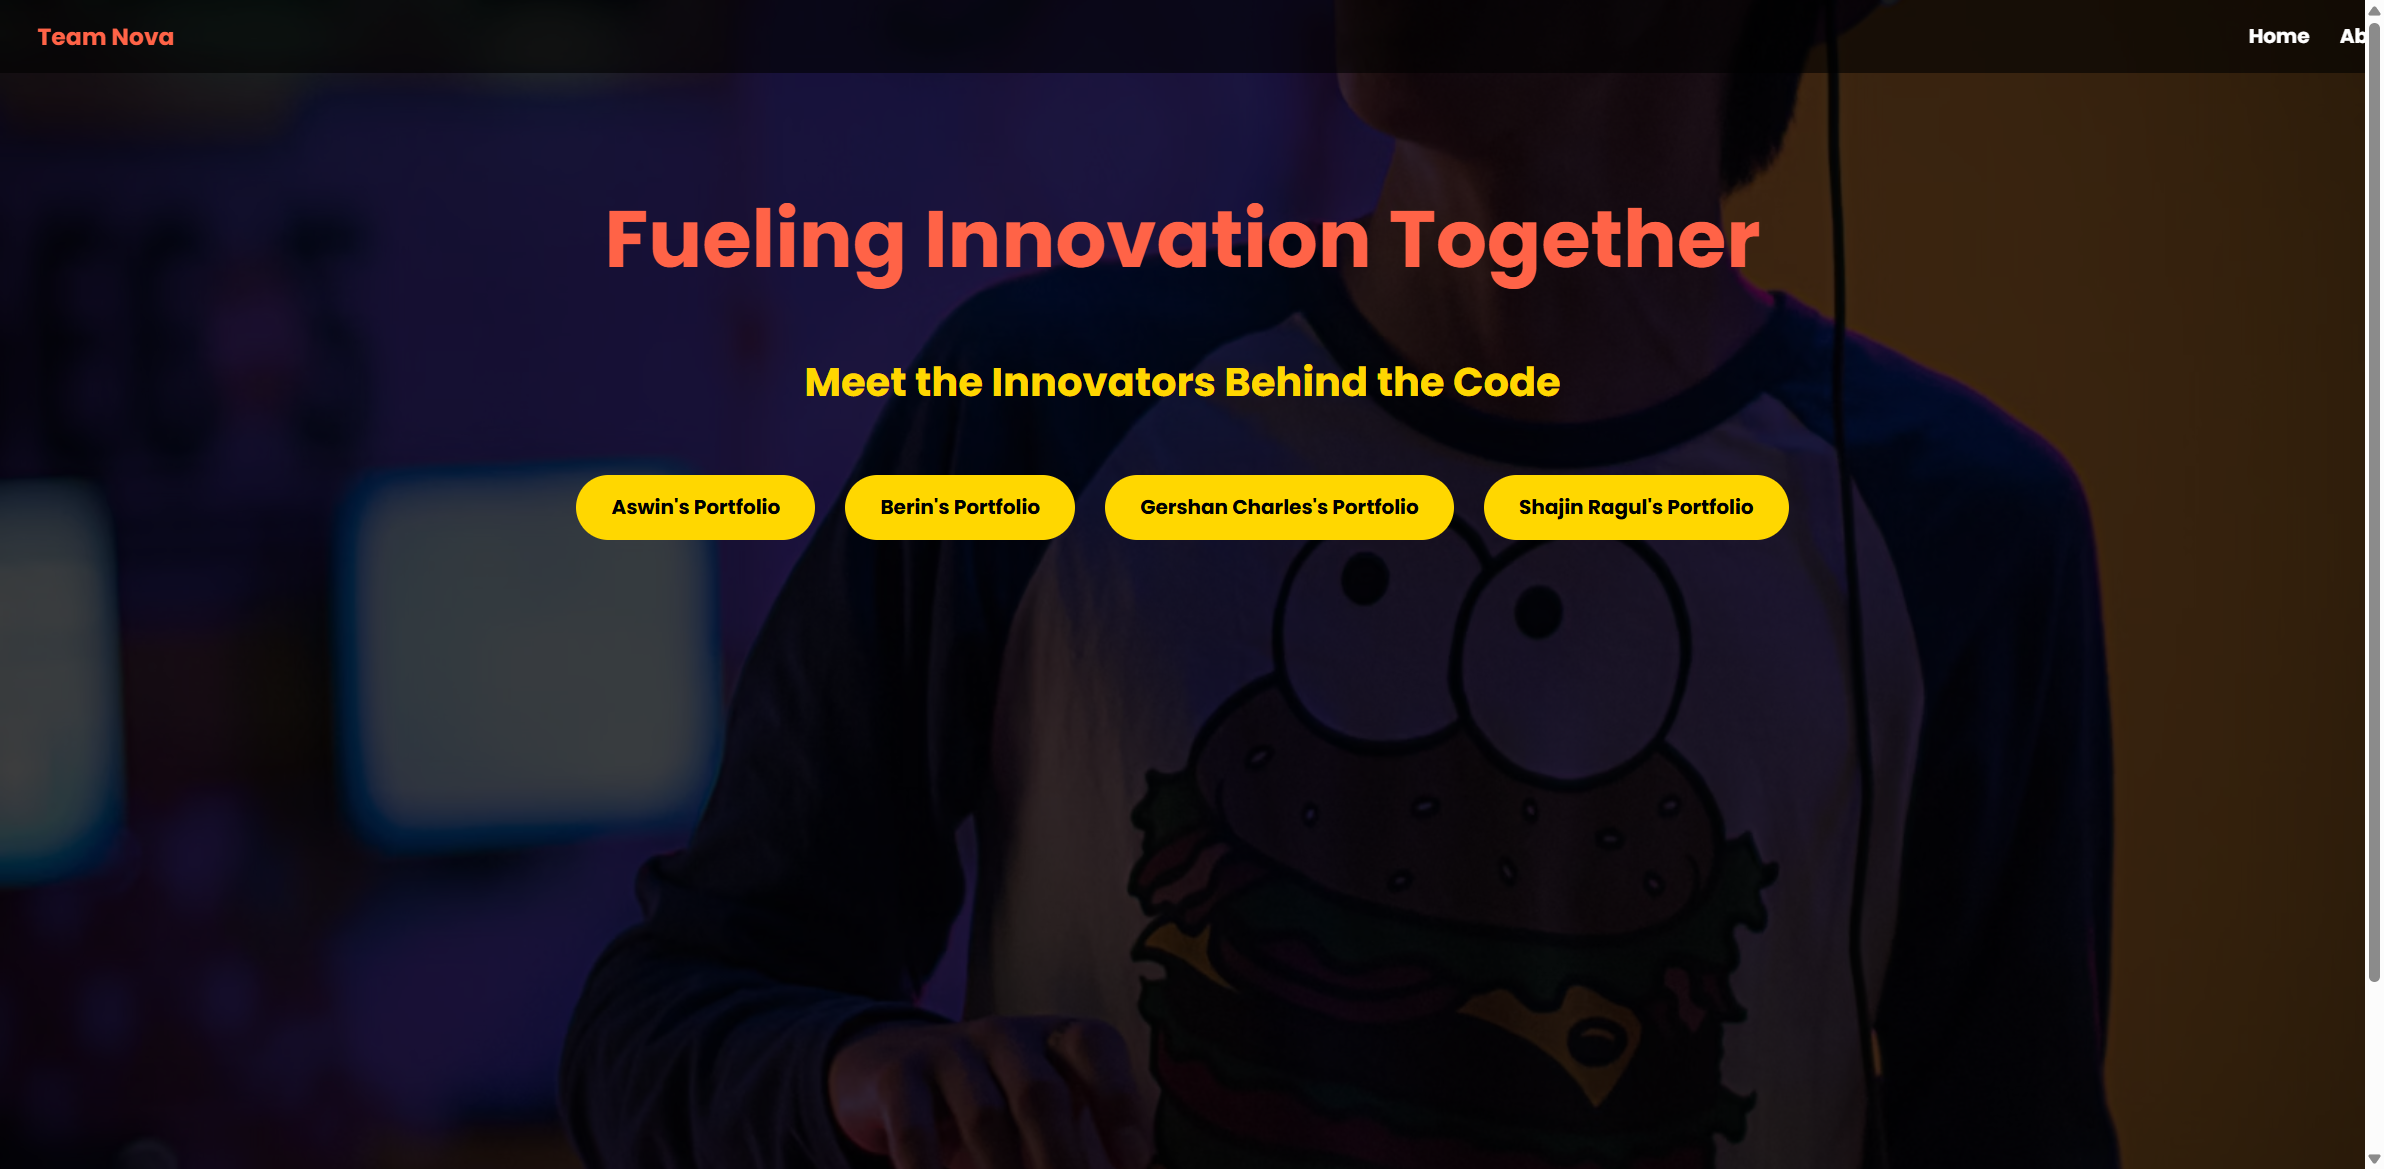 Team Nova
Home Ab
Fueling Innovation Together
Meet the Innovators Behind the Code
Aswin's Portfolio Berin's Portfolio Gershan Charles's Portfolio Shajin Ragul's Portfolio